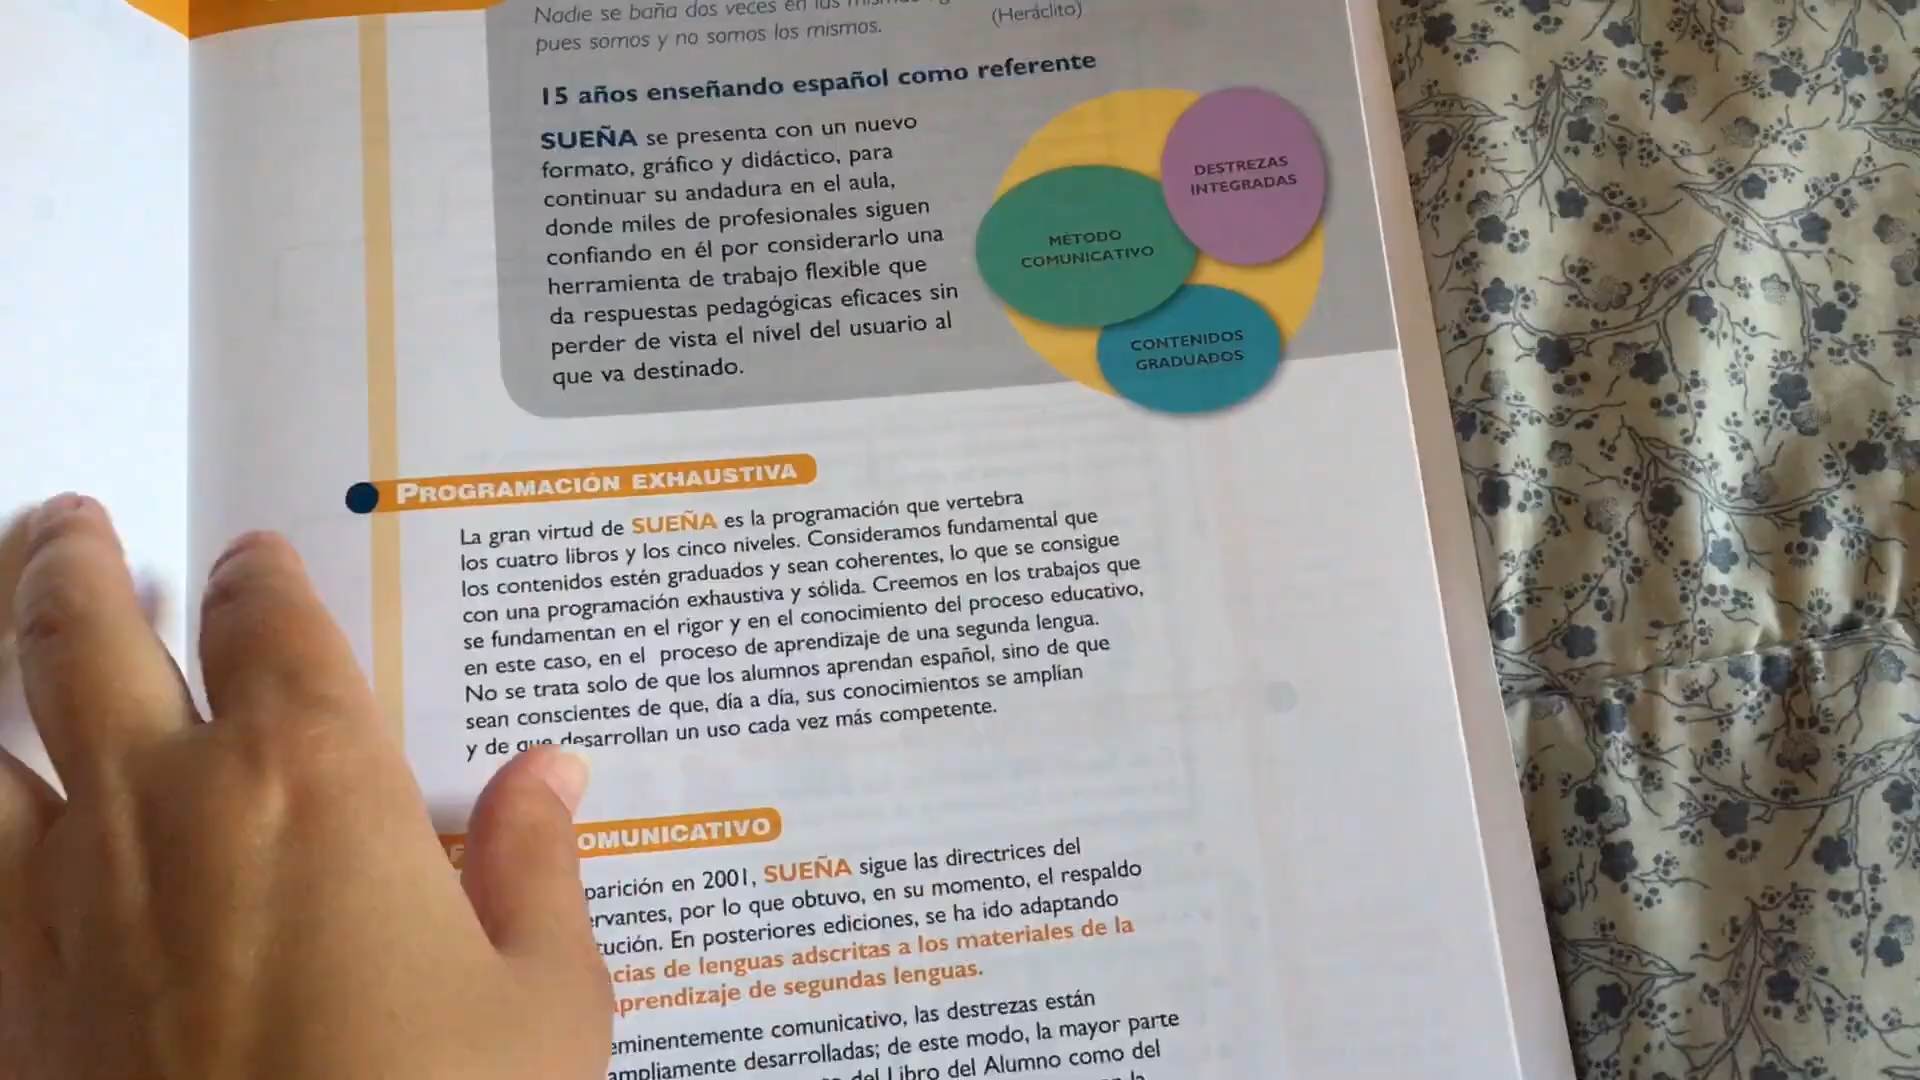 Nadie se baña dos veces en las
pues somos y no somos los mismos.
(Heráclito)
15 años enseñando español como referente
SUEÑA se presenta con un nuevo
formato, gráfico y didáctico, para
continuar su andadura en el aula,
donde miles de profesionales siguen
confiando en él por considerarlo una
herramienta de trabajo flexible que
da respuestas pedagógicas eficaces sin
perder de vista el nivel del usuario al
que va destinado.
DESTREZAS
INTEGRADAS
MÉTODO
COMUNICATIVO
CONTENIDOS
GRADUADOS
PROGRAMACIÓN EXHAUSTIVA
La gran virtud de SUEÑA es la programación que vertebra
los cuatro libros y los cinco niveles. Consideramos fundamental que
los contenidos estén graduados y sean coherentes, lo que se consigue
con una programación exhaustiva y sólida. Creemos en los trabajos que
se fundamentan en el rigor y en el conocimiento del proceso educativo,
en este caso, en el proceso de aprendizaje de una segunda lengua.
No se trata solo de que los alumnos aprendan español, sino de que
sean conscientes de que, día a día, sus conocimientos se amplían
y de que desarrollan un uso cada vez más competente.
OMUNICATIVO
parición en 2001, SUEÑA sigue las directrices del
ervantes, por lo que obtuvo, en su momento, el respaldo
tución. En posteriores ediciones, se ha ido adaptando
cias de lenguas adscritas a los materiales de la
aprendizaje de segundas lenguas.
eminentemente comunicativo, las destrezas están
ampliamente desarrolladas; de este modo, la mayor parte
del Libro del Alumno como del